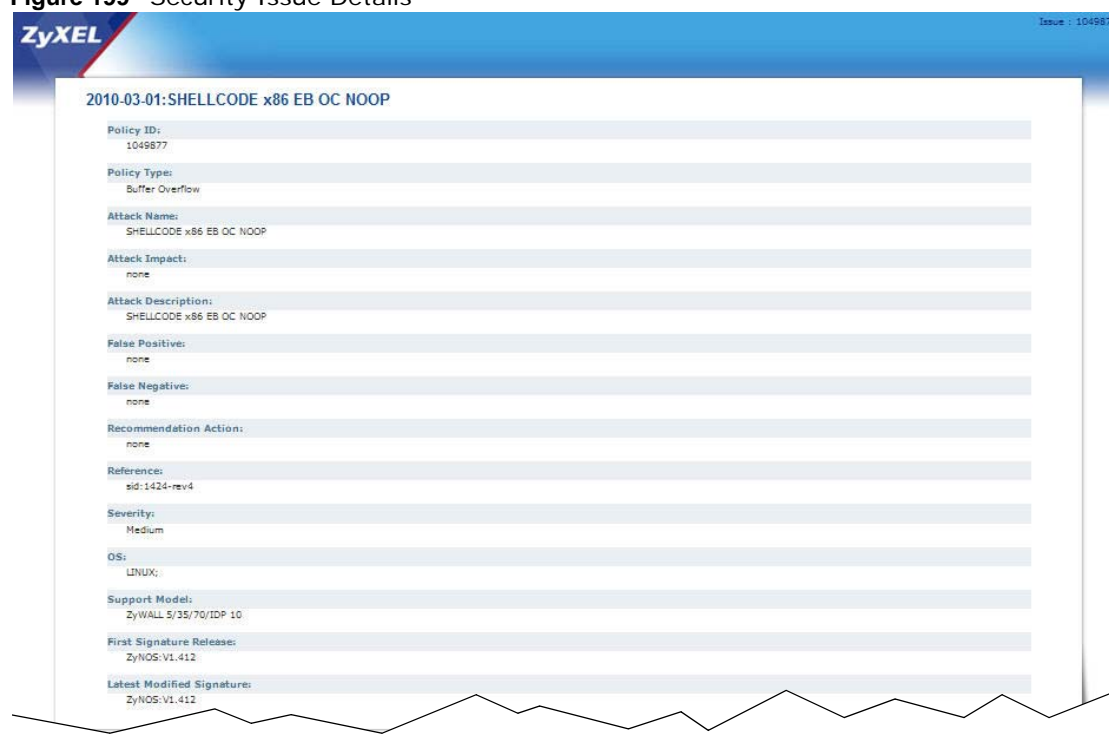 Figure 199 Security Issue Details
ZyXEL
Issue : 104987
2010-03-01:SHELLCODE x86 EB OC NOOP
Policy ID:
1049877
Policy Type:
Buffer Overflow
Attack Name:
SHELLCODE x86 EB OC NOOP
Attack Impact:
none
Attack Description:
SHELLCODE x86 EB OC NOOP
False Positive:
none
False Negative:
none
Recommendation Action:
none
Reference:
sid:1424-rev4
Severity:
Medium
OS:
LINUX;
Support Model:
ZyWALL 5/35/70/IDP 10
First Signature Release:
ZyNOS:V1.412
Latest Modified Signature:
ZyNOS:V1.412